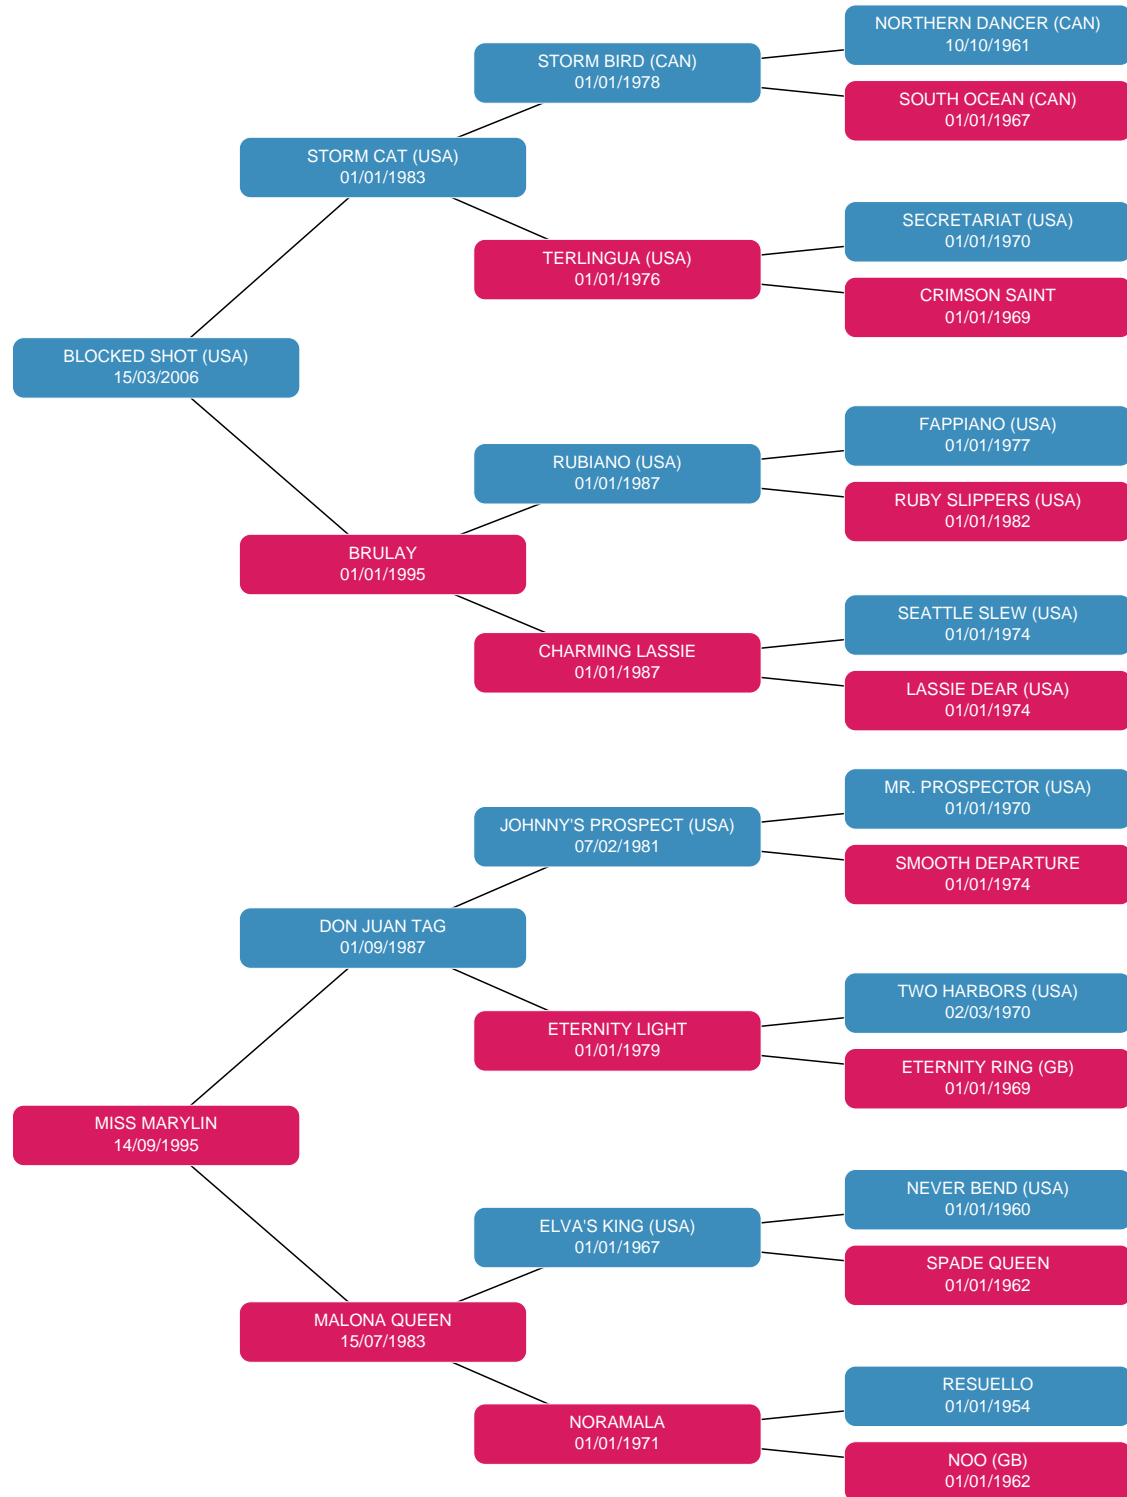 NORTHERN DANCER (CAN)
10/10/1961
STORM BIRD (CAN)
01/01/1978
SOUTH OCEAN (CAN)
01/01/1967
STORM CAT (USA)
01/01/1983
SECRETARIAT (USA)
01/01/1970
TERLINGUA (USA)
01/01/1976
CRIMSON SAINT
01/01/1969
BLOCKED SHOT (USA)
15/03/2006
FAPPIANO (USA)
01/01/1977
RUBIANO (USA)
01/01/1987
RUBY SLIPPERS (USA)
01/01/1982
BRULAY
01/01/1995
SEATTLE SLEW (USA)
01/01/1974
CHARMING LASSIE
01/01/1987
LASSIE DEAR (USA)
01/01/1974
MR. PROSPECTOR (USA)
01/01/1970
JOHNNY'S PROSPECT (USA)
07/02/1981
SMOOTH DEPARTURE
01/01/1974
DON JUAN TAG
01/09/1987
TWO HARBORS (USA)
02/03/1970
ETERNITY LIGHT
01/01/1979
ETERNITY RING (GB)
01/01/1969
MISS MARYLIN
14/09/1995
NEVER BEND (USA)
01/01/1960
ELVA'S KING (USA)
01/01/1967
SPADE QUEEN
01/01/1962
MALONA QUEEN
15/07/1983
RESUELLO
01/01/1954
NORAMALA
01/01/1971
NOO (GB)
01/01/1962